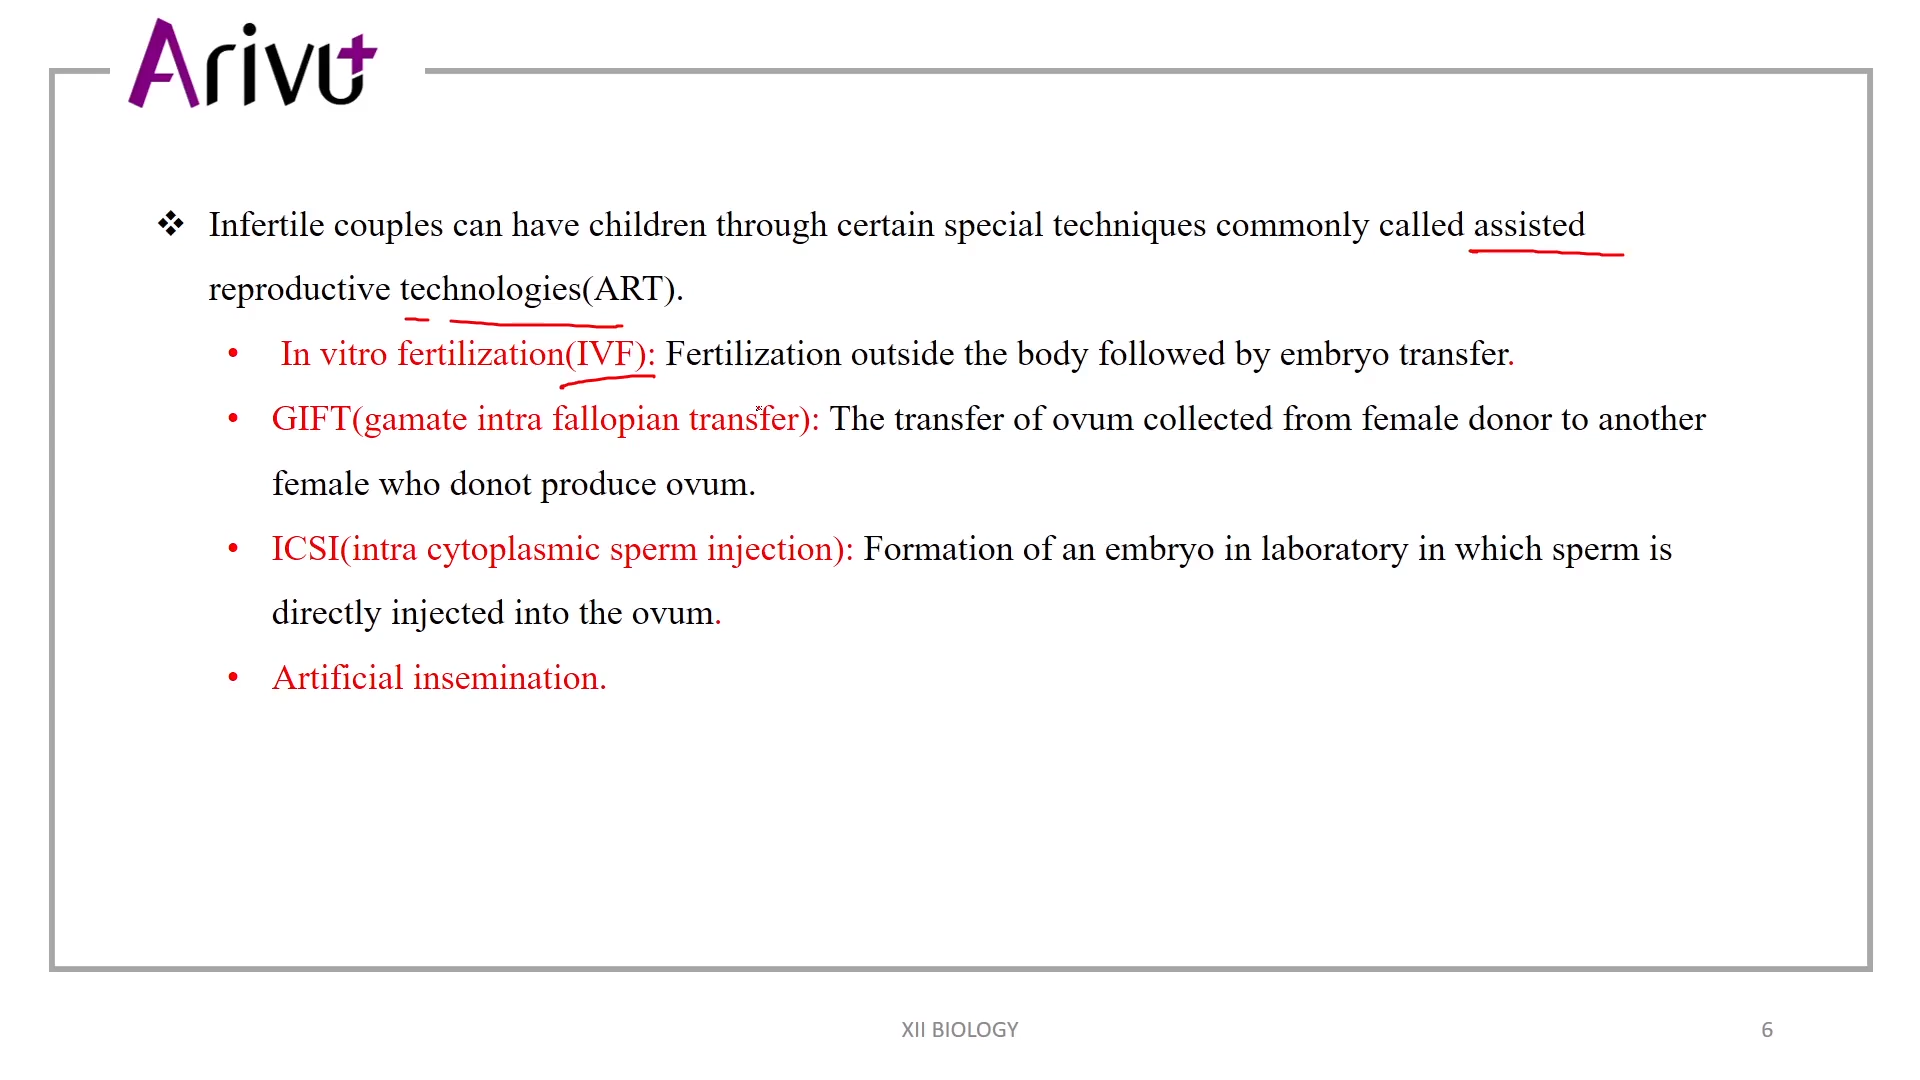 Arivu+
❖ Infertile couples can have children through certain special techniques commonly called assisted
reproductive technologies(ART).
• In vitro fertilization(IVF): Fertilization outside the body followed by embryo transfer.
• GIFT(gamate intra fallopian transfer): The transfer of ovum collected from female donor to another
female who donot produce ovum.
• ICSI(intra cytoplasmic sperm injection): Formation of an embryo in laboratory in which sperm is
directly injected into the ovum.
• Artificial insemination.
XII BIOLOGY
6